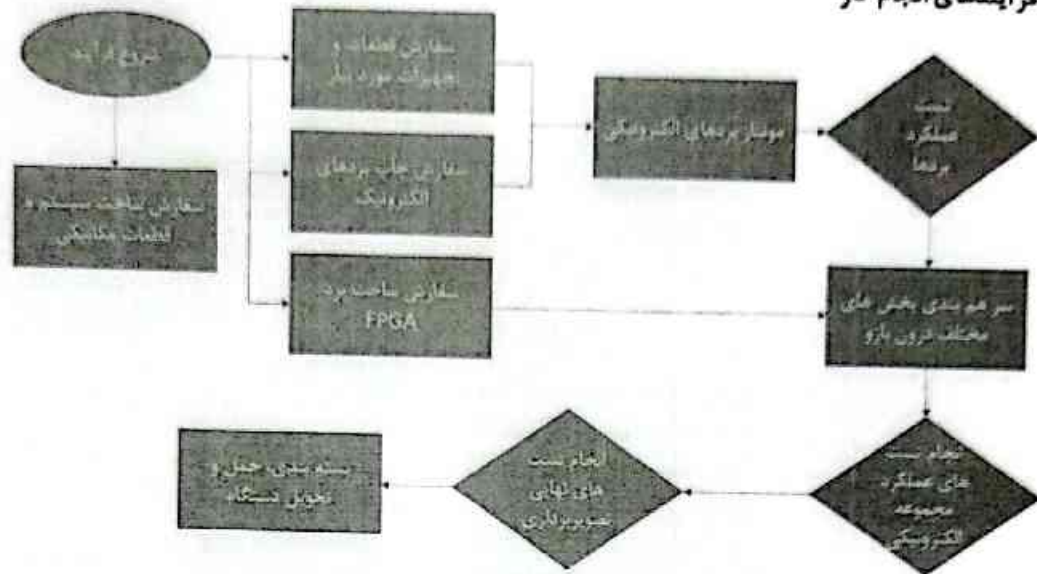 فرآیندهای انجام کار
شروع فرآیند
سفارش قطعات و
تجهیزات مورد نیاز
مونتاژ بردهای الکترونیکی
تست
عملکرد
بردها
سفارش چاپ بردهای
الکترونیک
سفارش ساخت سیستم و
قطعات مکانیکی
سفارش ساخت برد
FPGA
سر هم بندی بخش های
مختلف درون بازو
انجام تست
های عملکرد
مجموعه
الکترونیکی
انجام تست
های نهایی
تصویربرداری
بسته بندی، حمل و
تحویل دستگاه